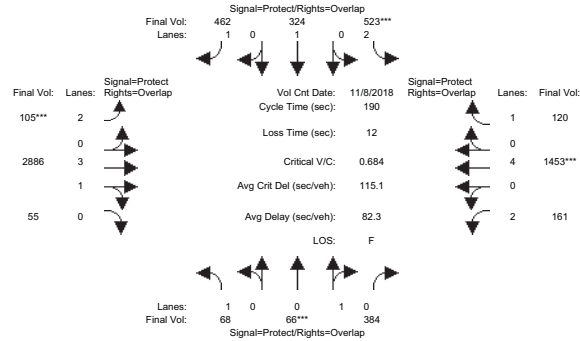 Signal=Protect/Rights=Overlap
Final Vol: 462 324 523***
Lanes: 1 0 1 0 2
Signal=Protect Signal=Protect
Final Vol: Lanes: Rights=Overlap Vol Cnt Date: 11/8/2018 Rights=Overlap Lanes: Final Vol:
Cycle Time (sec): 190
105*** 2 1 120
Loss Time (sec): 12
0 0
2886 3 Critical V/C: 0.684 4 1453***
1 Avg Crit Del (sec/veh): 115.1 0
55 0 Avg Delay (sec/veh): 82.3 2 161
LOS: F
Lanes: 1 0 0 1 0
Final Vol: 68 66*** 384
Signal=Protect/Rights=Overlap